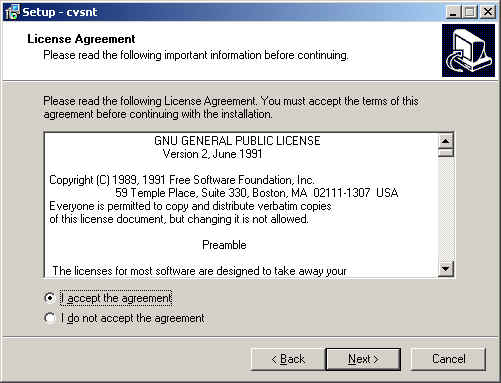 Setup - cvsnt
License Agreement
Please read the following important information before continuing.
Please read the following License Agreement. You must accept the terms of this
agreement before continuing with the installation.
GNU GENERAL PUBLIC LICENSE
Version 2, June 1991
Copyright (C) 1989, 1991 Free Software Foundation, Inc.
59 Temple Place, Suite 330, Boston, MA  02111-1307  USA
Everyone is permitted to copy and distribute verbatim copies
of this license document, but changing it is not allowed.
Preamble
The licenses for most software are designed to take away your
I accept the agreement
I do not accept the agreement
< Back
Next >
Cancel